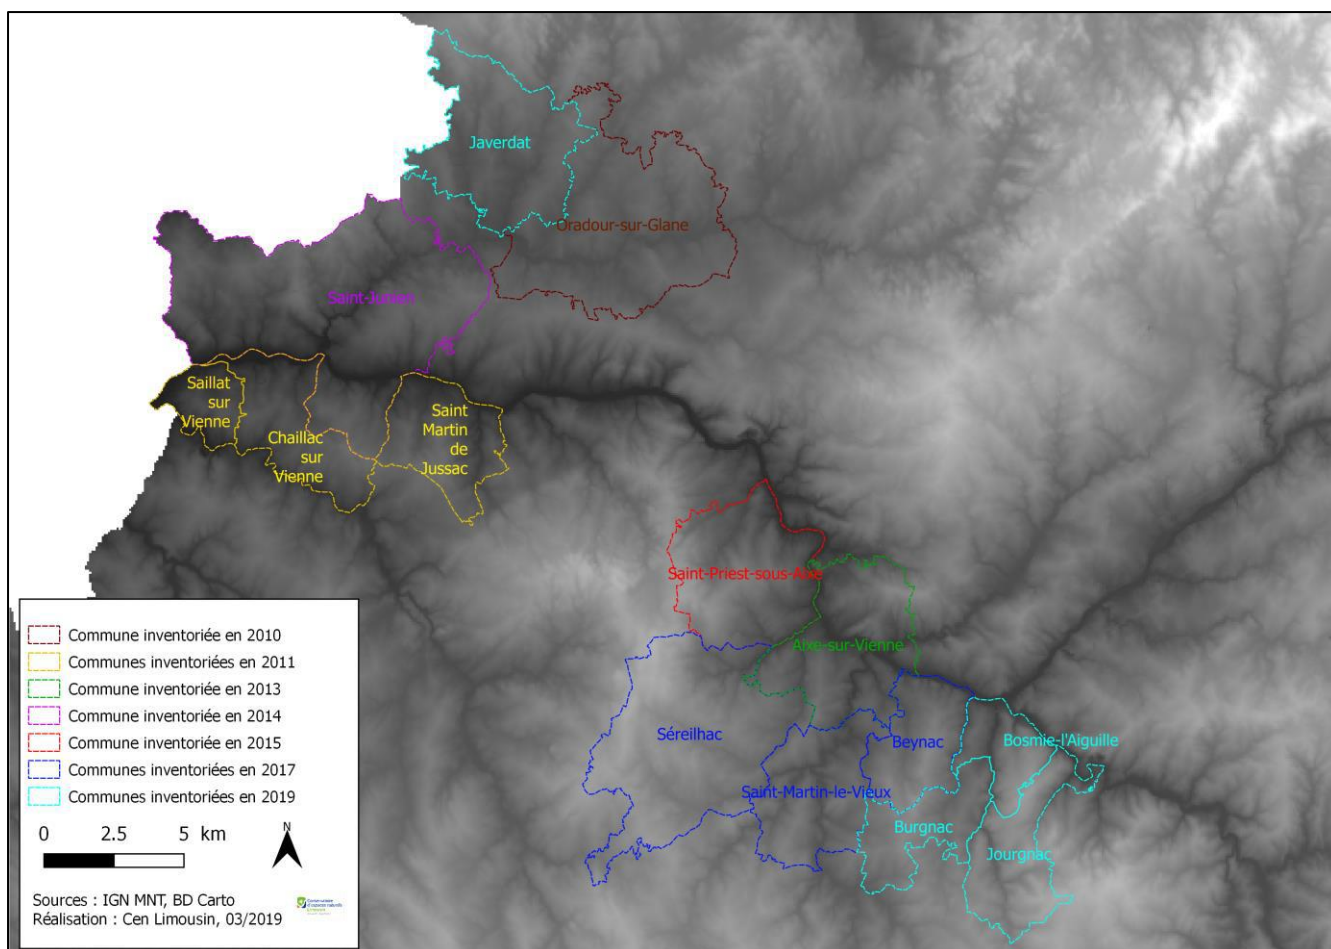 Javerdat
Oradour-sur-Glane
Saint-Junien
Saillat
sur
Vienne
Saint
Martin
de
Jussac
Chaillac
sur
Vienne
Saint-Priest-sous-Aixe
Aixe-sur-Vienne
Séreilhac
Beynac
Bosmie-l'Aiguille
Saint-Martin-le-Vieux
Burgnac
Jourgnac
Commune inventoriée en 2010
Communes inventoriées en 2011
Commune inventoriée en 2013
Commune inventoriée en 2014
Commune inventoriée en 2015
Communes inventoriées en 2017
Communes inventoriées en 2019
0 2.5 5 km
N
Sources : IGN MNT, BD Carto
Réalisation : Cen Limousin, 03/2019